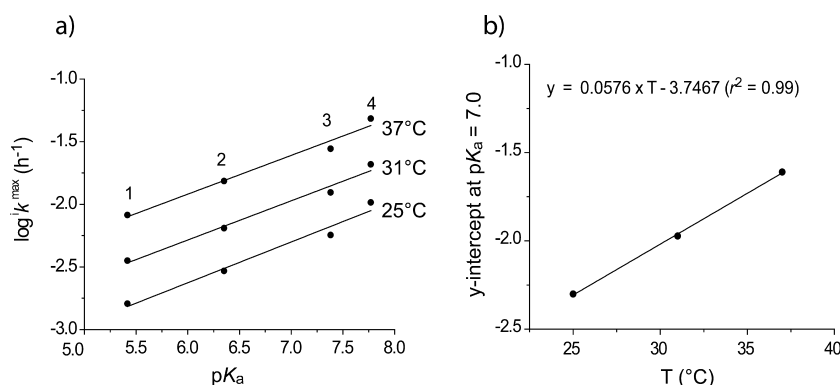 a)
-1.0
-1.5
-2.0
-2.5
-3.0
log ⁱk ᵐᵃˣ (h⁻¹)
1
2
3
4
37°C
31°C
25°C
5.0
5.5
6.0
6.5
7.0
7.5
8.0
pKₐ
b)
y = 0.0576 x T - 3.7467 (r² = 0.99)
-1.0
-1.5
-2.0
-2.5
y-intercept at pKₐ = 7.0
25
30
35
40
T (°C)